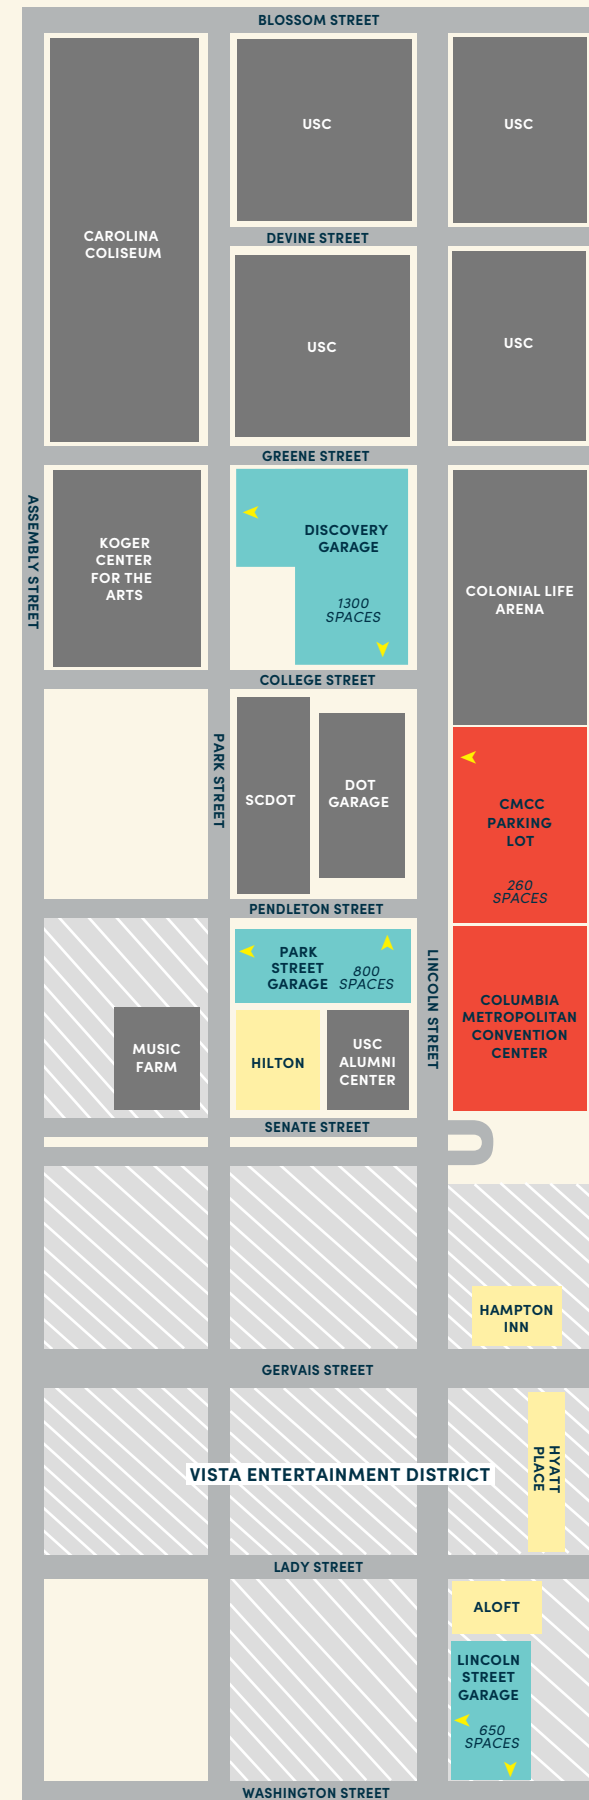 BLOSSOM STREET
USC
USC
CAROLINA
COLISEUM
DEVINE STREET
USC
USC
GREENE STREET
ASSEMBLY STREET
KOGER
CENTER
FOR THE
ARTS
DISCOVERY
GARAGE
1300
SPACES
COLONIAL LIFE
ARENA
COLLEGE STREET
PARK STREET
SCDOT
DOT
GARAGE
CMCC
PARKING
LOT
260
SPACES
PENDLETON STREET
PARK
STREET
GARAGE
800
SPACES
LINCOLN STREET
COLUMBIA
METROPOLITAN
CONVENTION
CENTER
MUSIC
FARM
HILTON
USC
ALUMNI
CENTER
SENATE STREET
HAMPTON
INN
GERVAIS STREET
VISTA ENTERTAINMENT DISTRICT
HYATT
PLACE
LADY STREET
ALOFT
LINCOLN
STREET
GARAGE
650
SPACES
WASHINGTON STREET